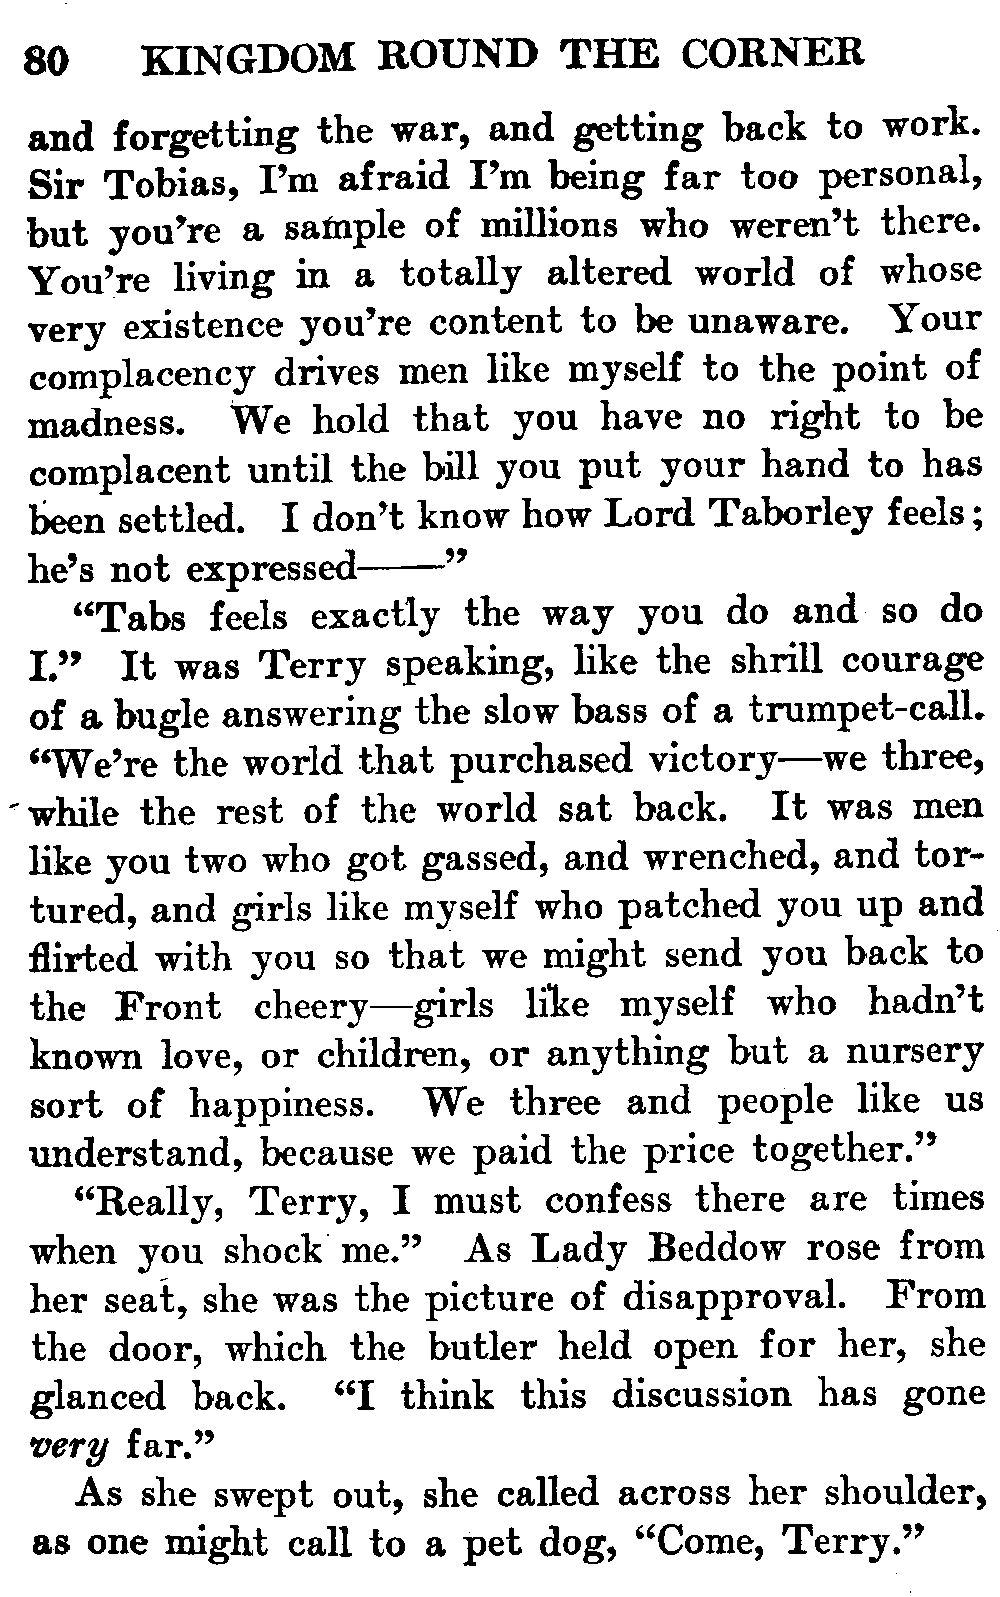 80 KINGDOM ROUND THE CORNER
and forgetting the war, and getting back to work.
Sir Tobias, I'm afraid I'm being far too personal,
but you're a sample of millions who weren't there.
You're living in a totally altered world of whose
very existence you're content to be unaware. Your
complacency drives men like myself to the point of
madness. We hold that you have no right to be
complacent until the bill you put your hand to has
been settled. I don't know how Lord Taborley feels;
he's not expressed——"
"Tabs feels exactly the way you do and so do
I." It was Terry speaking, like the shrill courage
of a bugle answering the slow bass of a trumpet-call.
"We're the world that purchased victory—we three,
while the rest of the world sat back. It was men
like you two who got gassed, and wrenched, and tor-
tured, and girls like myself who patched you up and
flirted with you so that we might send you back to
the Front cheery—girls like myself who hadn't
known love, or children, or anything but a nursery
sort of happiness. We three and people like us
understand, because we paid the price together."
"Really, Terry, I must confess there are times
when you shock me." As Lady Beddow rose from
her seat, she was the picture of disapproval. From
the door, which the butler held open for her, she
glanced back. "I think this discussion has gone
very far."
As she swept out, she called across her shoulder,
as one might call to a pet dog, "Come, Terry."